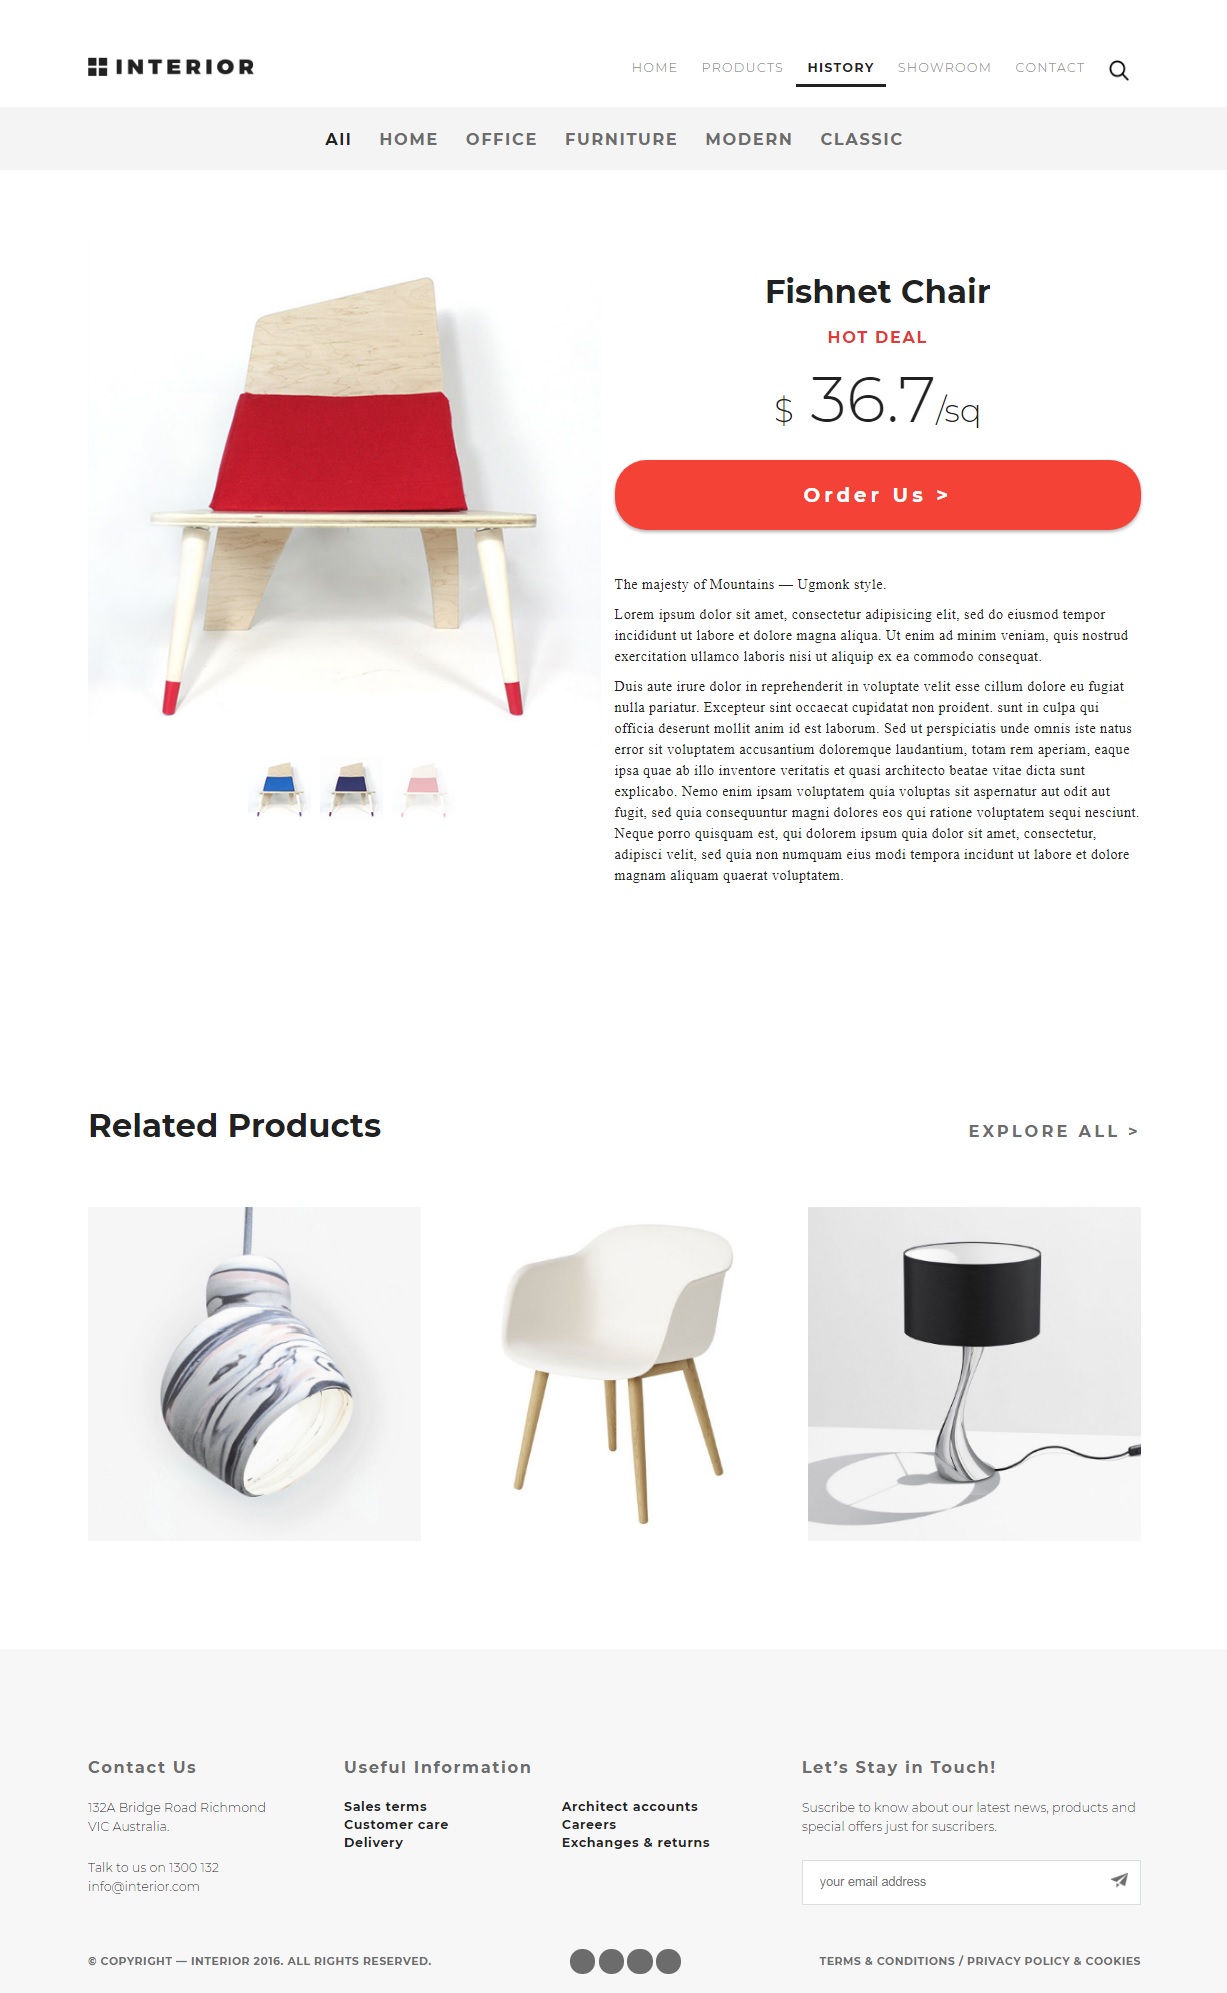 INTERIOR
HOME PRODUCTS HISTORY SHOWROOM CONTACT
All HOME OFFICE FURNITURE MODERN CLASSIC
Fishnet Chair
HOT DEAL
$ 36.7/sq
Order Us >
The majesty of Mountains — Ugmonk style.
Lorem ipsum dolor sit amet, consectetur adipisicing elit, sed do eiusmod tempor
incididunt ut labore et dolore magna aliqua. Ut enim ad minim veniam, quis nostrud
exercitation ullamco laboris nisi ut aliquip ex ea commodo consequat.
Duis aute irure dolor in reprehenderit in voluptate velit esse cillum dolore eu fugiat
nulla pariatur. Excepteur sint occaecat cupidatat non proident. sunt in culpa qui
officia deserunt mollit anim id est laborum. Sed ut perspiciatis unde omnis iste natus
error sit voluptatem accusantium doloremque laudantium, totam rem aperiam, eaque
ipsa quae ab illo inventore veritatis et quasi architecto beatae vitae dicta sunt
explicabo. Nemo enim ipsam voluptatem quia voluptas sit aspernatur aut odit aut
fugit, sed quia consequuntur magni dolores eos qui ratione voluptatem sequi nesciunt.
Neque porro quisquam est, qui dolorem ipsum quia dolor sit amet, consectetur,
adipisci velit, sed quia non numquam eius modi tempora incidunt ut labore et dolore
magnam aliquam quaerat voluptatem.
Related Products
EXPLORE ALL >
Contact Us
132A Bridge Road Richmond
VIC Australia.
Talk to us on 1300 132
info@interior.com
Useful Information
Sales terms
Customer care
Delivery
Architect accounts
Careers
Exchanges & returns
Let’s Stay in Touch!
Suscribe to know about our latest news, products and
special offers just for suscribers.
your email address
© COPYRIGHT — INTERIOR 2016. ALL RIGHTS RESERVED.
TERMS & CONDITIONS / PRIVACY POLICY & COOKIES